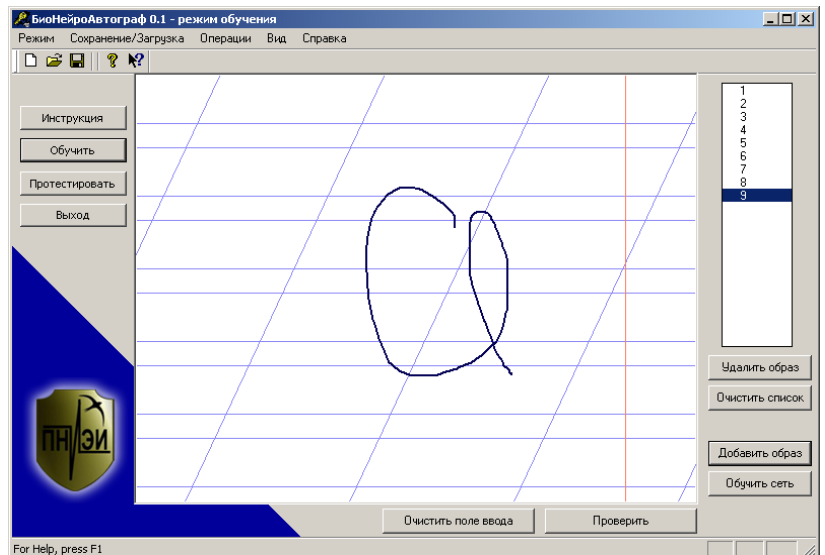 БиоНейроАвтограф 0.1 - режим обучения
Режим Сохранение/Загрузка Операции Вид Справка
Инструкция
Обучить
Протестировать
Выход
ПНИЭИ
1
2
3
4
5
6
7
8
9
Удалить образ
Очистить список
Добавить образ
Обучить сеть
Очистить поле ввода Проверить
For Help, press F1